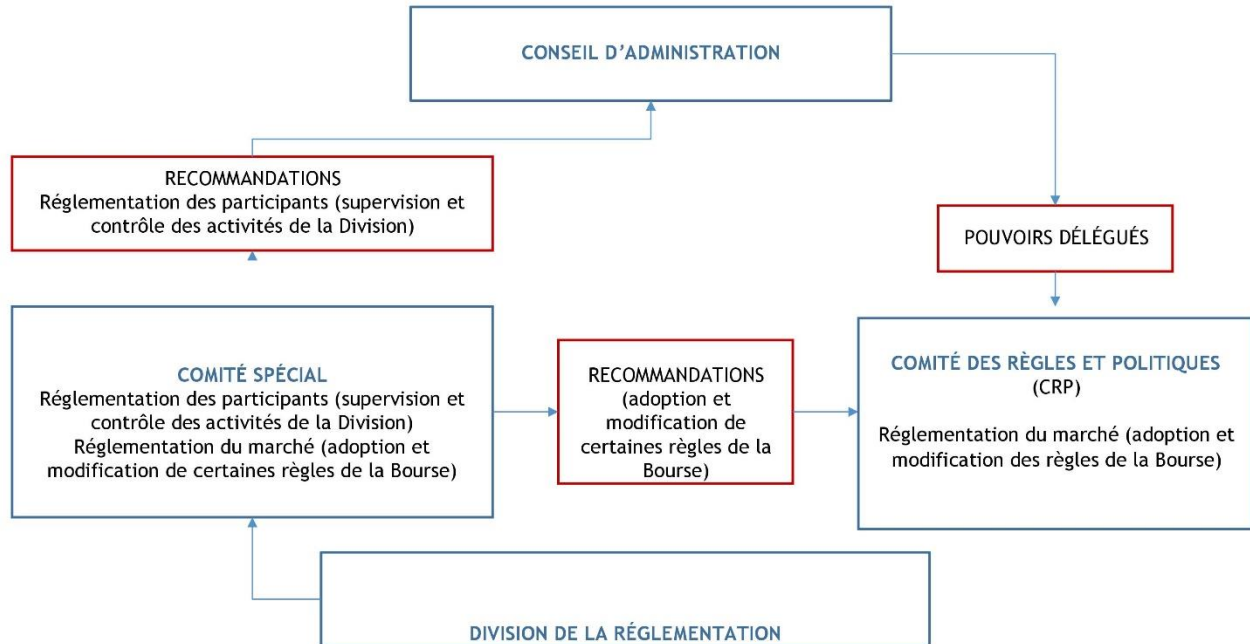 CONSEIL D'ADMINISTRATION
RECOMMANDATIONS
Réglementation des participants (supervision et
contrôle des activités de la Division)
POUVOIRS DÉLÉGUÉS
COMITÉ SPÉCIAL
Réglementation des participants (supervision et
contrôle des activités de la Division)
Réglementation du marché (adoption et
modification de certaines règles de la Bourse)
RECOMMANDATIONS
(adoption et
modification de
certaines règles de la
Bourse)
COMITÉ DES RÈGLES ET POLITIQUES
(CRP)
Réglementation du marché (adoption et
modification des règles de la Bourse)
DIVISION DE LA RÉGLEMENTATION